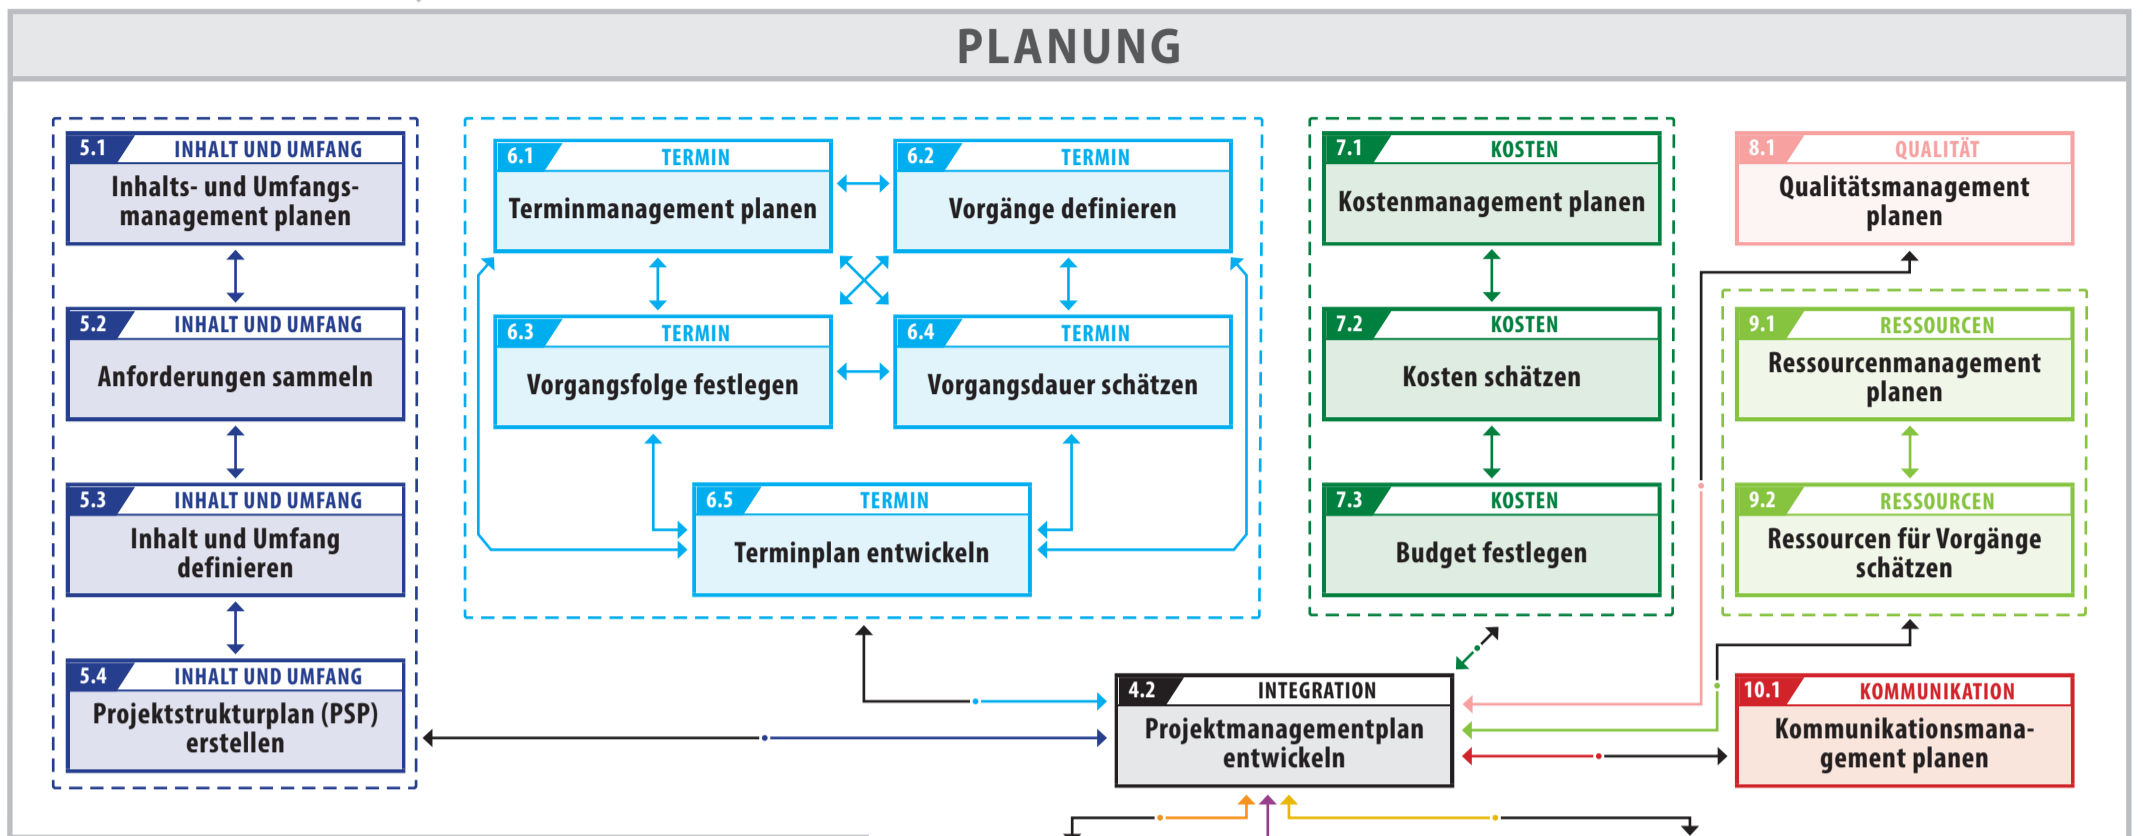 PLANUNG
5.1 INHALT UND UMFANG
Inhalts- und Umfangs-
management planen
5.2 INHALT UND UMFANG
Anforderungen sammeln
5.3 INHALT UND UMFANG
Inhalt und Umfang
definieren
5.4 INHALT UND UMFANG
Projektstrukturplan (PSP)
erstellen
6.1 TERMIN
Terminmanagement planen
6.2 TERMIN
Vorgänge definieren
6.3 TERMIN
Vorgangsfolge festlegen
6.4 TERMIN
Vorgangsdauer schätzen
6.5 TERMIN
Terminplan entwickeln
7.1 KOSTEN
Kostenmanagement planen
7.2 KOSTEN
Kosten schätzen
7.3 KOSTEN
Budget festlegen
4.2 INTEGRATION
Projektmanagementplan
entwickeln
8.1 QUALITÄT
Qualitätsmanagement
planen
9.1 RESSOURCEN
Ressourcenmanagement
planen
9.2 RESSOURCEN
Ressourcen für Vorgänge
schätzen
10.1 KOMMUNIKATION
Kommunikationsmana-
gement planen